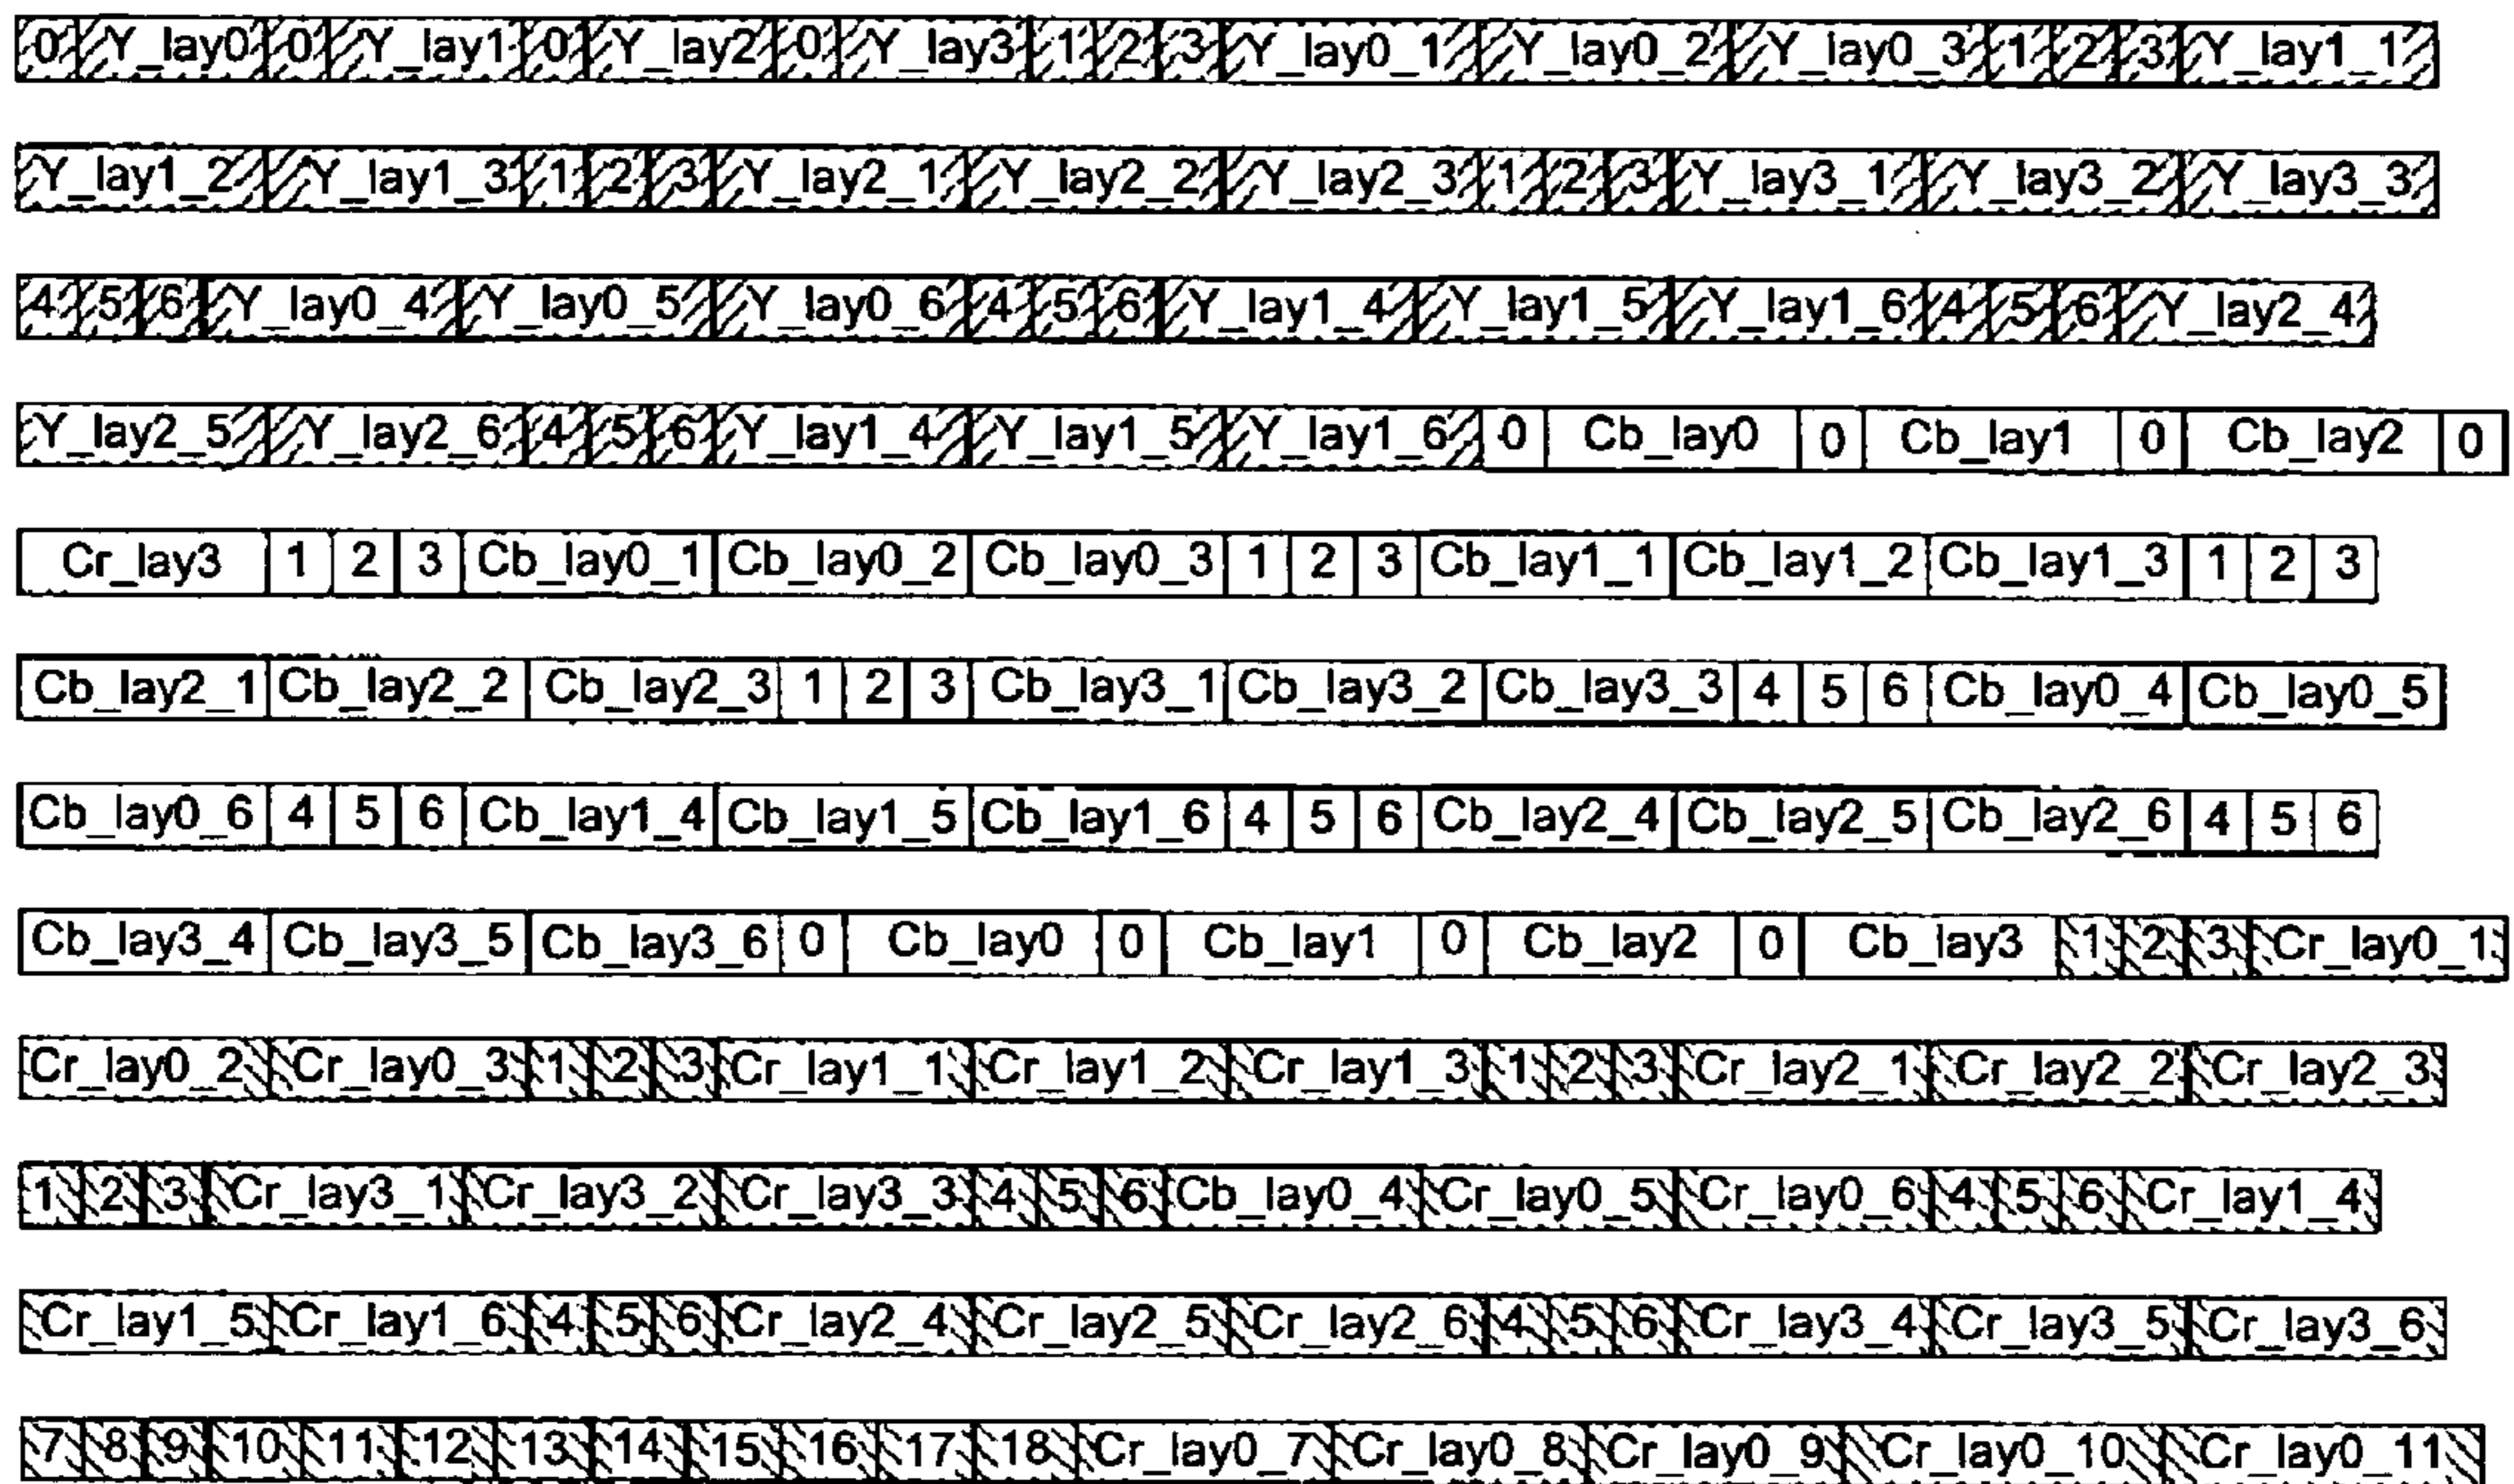 0 Y_lay0 0 Y_lay1 0 Y_lay2 0 Y_lay3 1 2 3 Y_lay0_1 Y_lay0_2 Y_lay0_3 1 2 3 Y_lay1_1
Y_lay1_2 Y_lay1_3 1 2 3 Y_lay2_1 Y_lay2_2 Y_lay2_3 1 2 3 Y_lay3_1 Y_lay3_2 Y_lay3_3
4 5 6 Y_lay0_4 Y_lay0_5 Y_lay0_6 4 5 6 Y_lay1_4 Y_lay1_5 Y_lay1_6 4 5 6 Y_lay2_4
Y_lay2_5 Y_lay2_6 4 5 6 Y_lay1_4 Y_lay1_5 Y_lay1_6 0 Cb_lay0 0 Cb_lay1 0 Cb_lay2 0
Cr_lay3 1 2 3 Cb_lay0_1 Cb_lay0_2 Cb_lay0_3 1 2 3 Cb_lay1_1 Cb_lay1_2 Cb_lay1_3 1 2 3
Cb_lay2_1 Cb_lay2_2 Cb_lay2_3 1 2 3 Cb_lay3_1 Cb_lay3_2 Cb_lay3_3 4 5 6 Cb_lay0_4 Cb_lay0_5
Cb_lay0_6 4 5 6 Cb_lay1_4 Cb_lay1_5 Cb_lay1_6 4 5 6 Cb_lay2_4 Cb_lay2_5 Cb_lay2_6 4 5 6
Cb_lay3_4 Cb_lay3_5 Cb_lay3_6 0 Cb_lay0 0 Cb_lay1 0 Cb_lay2 0 Cb_lay3 1 2 3 Cr_lay0_1
Cr_lay0_2 Cr_lay0_3 1 2 3 Cr_lay1_1 Cr_lay1_2 Cr_lay1_3 1 2 3 Cr_lay2_1 Cr_lay2_2 Cr_lay2_3
1 2 3 Cr_lay3_1 Cr_lay3_2 Cr_lay3_3 4 5 6 Cb_lay0_4 Cr_lay0_5 Cr_lay0_6 4 5 6 Cr_lay1_4
Cr_lay1_5 Cr_lay1_6 4 5 6 Cr_lay2_4 Cr_lay2_5 Cr_lay2_6 4 5 6 Cr_lay3_4 Cr_lay3_5 Cr_lay3_6
7 8 9 10 11 12 13 14 15 16 17 18 Cr_lay0_7 Cr_lay0_8 Cr_lay0_9 Cr_lay0_10 Cr_lay0_11